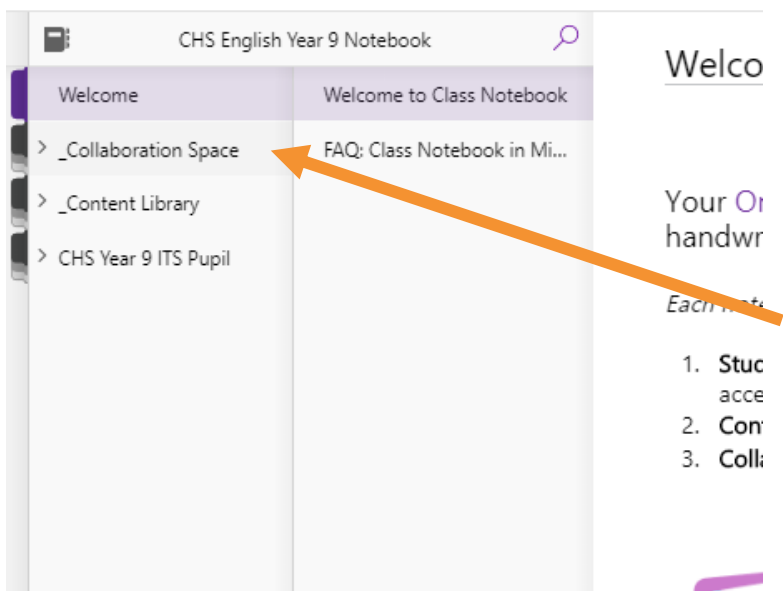 CHS English Year 9 Notebook
Welcome
_Collaboration Space
_Content Library
CHS Year 9 ITS Pupil
Welcome to Class Notebook
FAQ: Class Notebook in Mi...
Welco
Your Or
handwr
Each
1. Stud
acce
2. Cont
3. Colla